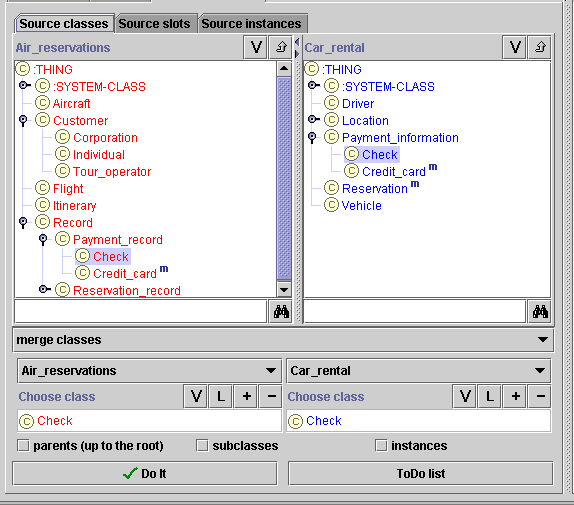 Source classes Source slots Source instances
Air_reservations V
:THING
:SYSTEM-CLASS
Aircraft
Customer
Corporation
Individual
Tour_operator
Flight
Itinerary
Record
Payment_record
Check
Credit_card m
Reservation_record
Car_rental V
:THING
:SYSTEM-CLASS
Driver
Location
Payment_information
Check
Credit_card m
Reservation m
Vehicle
merge classes
Air_reservations Car_rental
Choose class V L + − Choose class V L + −
C Check C Check
parents (up to the root) subclasses instances
Do It ToDo list